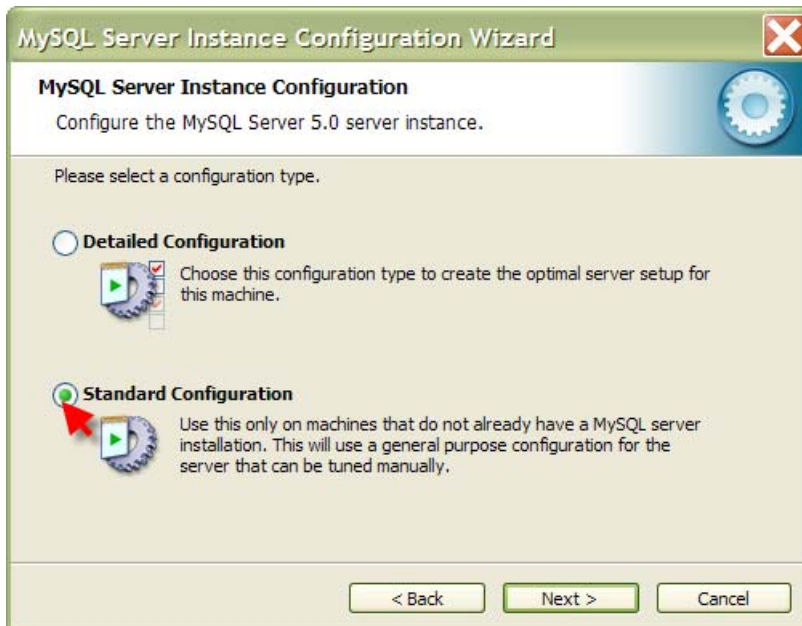 MySQL Server Instance Configuration Wizard
MySQL Server Instance Configuration
Configure the MySQL Server 5.0 server instance.
Please select a configuration type.
Detailed Configuration
Choose this configuration type to create the optimal server setup for
this machine.
Standard Configuration
Use this only on machines that do not already have a MySQL server
installation. This will use a general purpose configuration for the
server that can be tuned manually.
< Back
Next >
Cancel